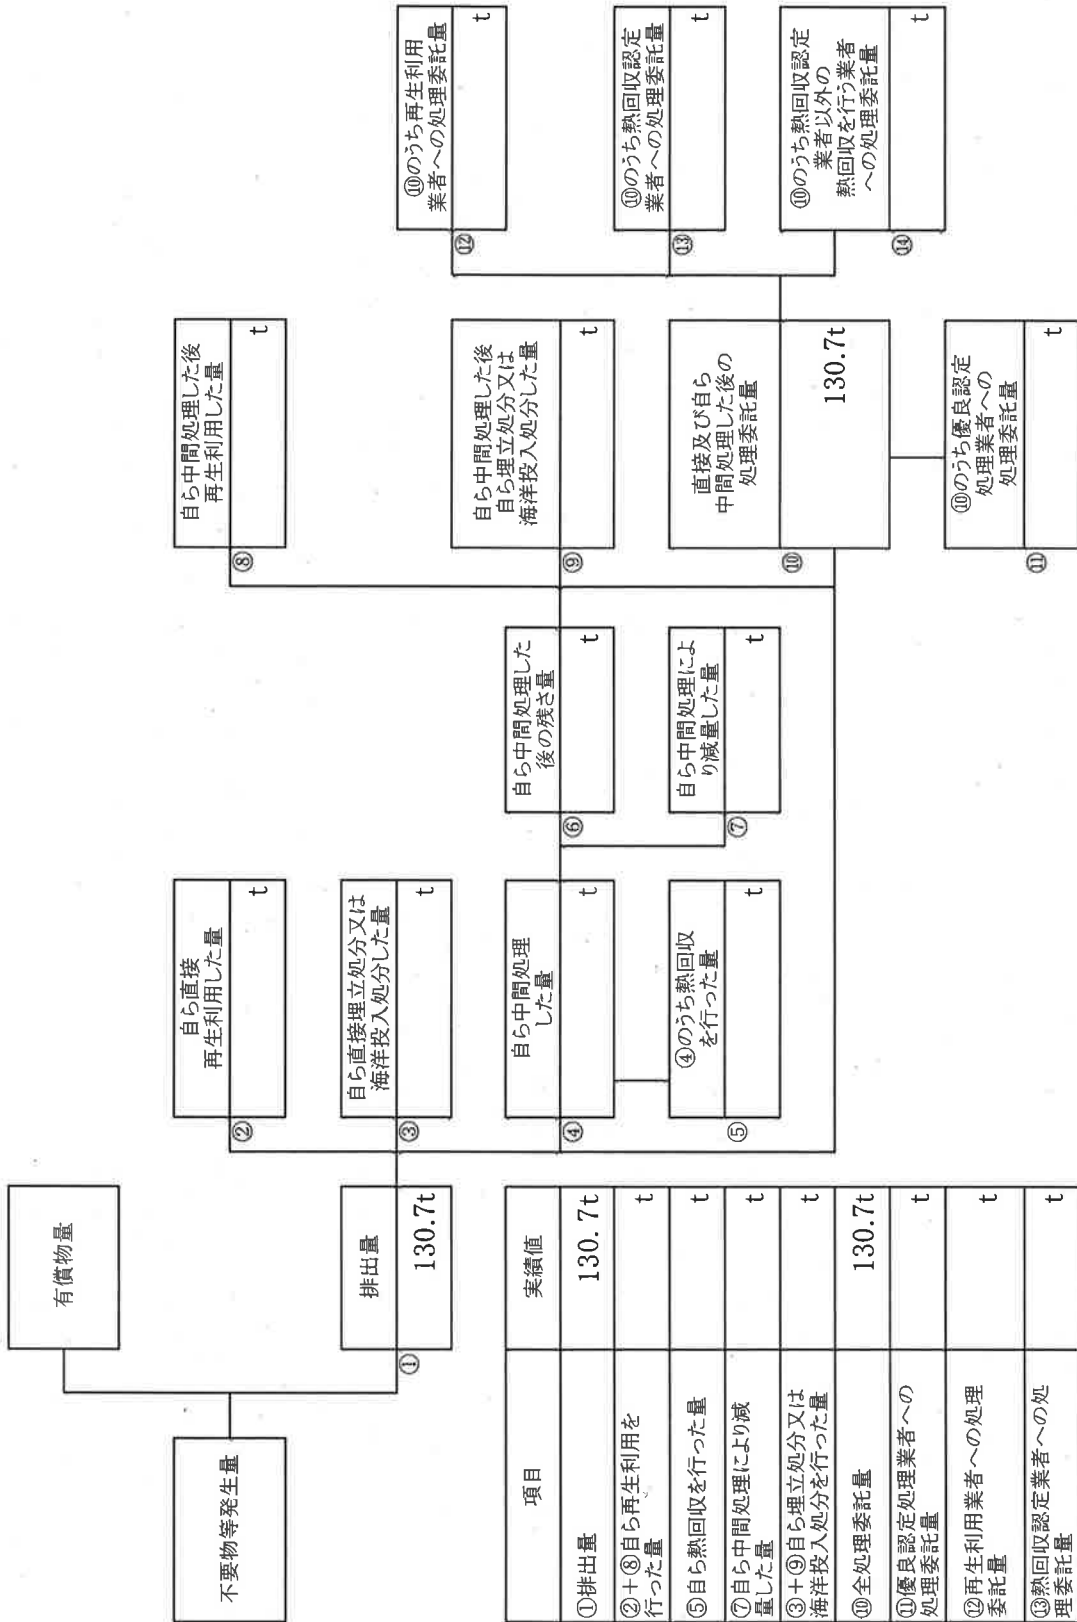 不要物等発生量
有償物量
排出量
①
130.7t
自ら直接
再生利用した量
②
t
自ら直接埋立処分又は
海洋投入処分した量
③
t
自ら中間処理
した量
④
t
④のうち熱回収
を行った量
⑤
t
自ら中間処理した
後の残さ量
⑥
t
自ら中間処理によ
り減量した量
⑦
t
自ら中間処理した後
再生利用した量
⑧
t
自ら中間処理した後
自ら埋立処分又は
海洋投入処分した量
⑨
t
直接及び自ら
中間処理した後の
処理委託量
⑩
130.7t
⑩のうち優良認定
処理業者への
処理委託量
⑪
t
⑩のうち再生利用
業者への処理委託量
⑫
t
⑩のうち熱回収認定
業者への処理委託量
⑬
t
⑩のうち熱回収認定
業者以外の
熱回収を行う業者
への処理委託量
⑭
t
項目
実績値
①排出量
130.7t
②+⑧自ら再生利用を
行った量
t
⑤自ら熱回収を行った量
t
⑦自ら中間処理により減
量した量
t
③+⑨自ら埋立処分又は
海洋投入処分を行った量
t
⑩全処理委託量
130.7t
⑪優良認定処理業者への
処理委託量
t
⑫再生利用業者への処理
委託量
t
⑬熱回収認定業者への処
理委託量
t